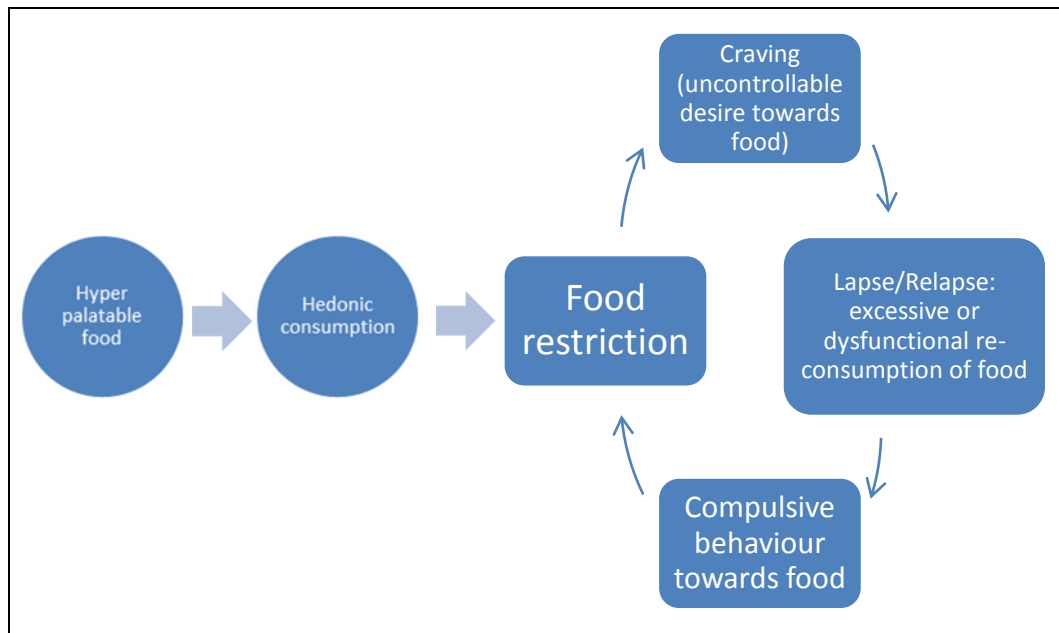 Hyper
palatable
food
Hedonic
consumption
Food
restriction
Craving
(uncontrollable
desire towards
food)
Lapse/Relapse:
excessive or
dysfunctional re-
consumption of food
Compulsive
behaviour
towards food